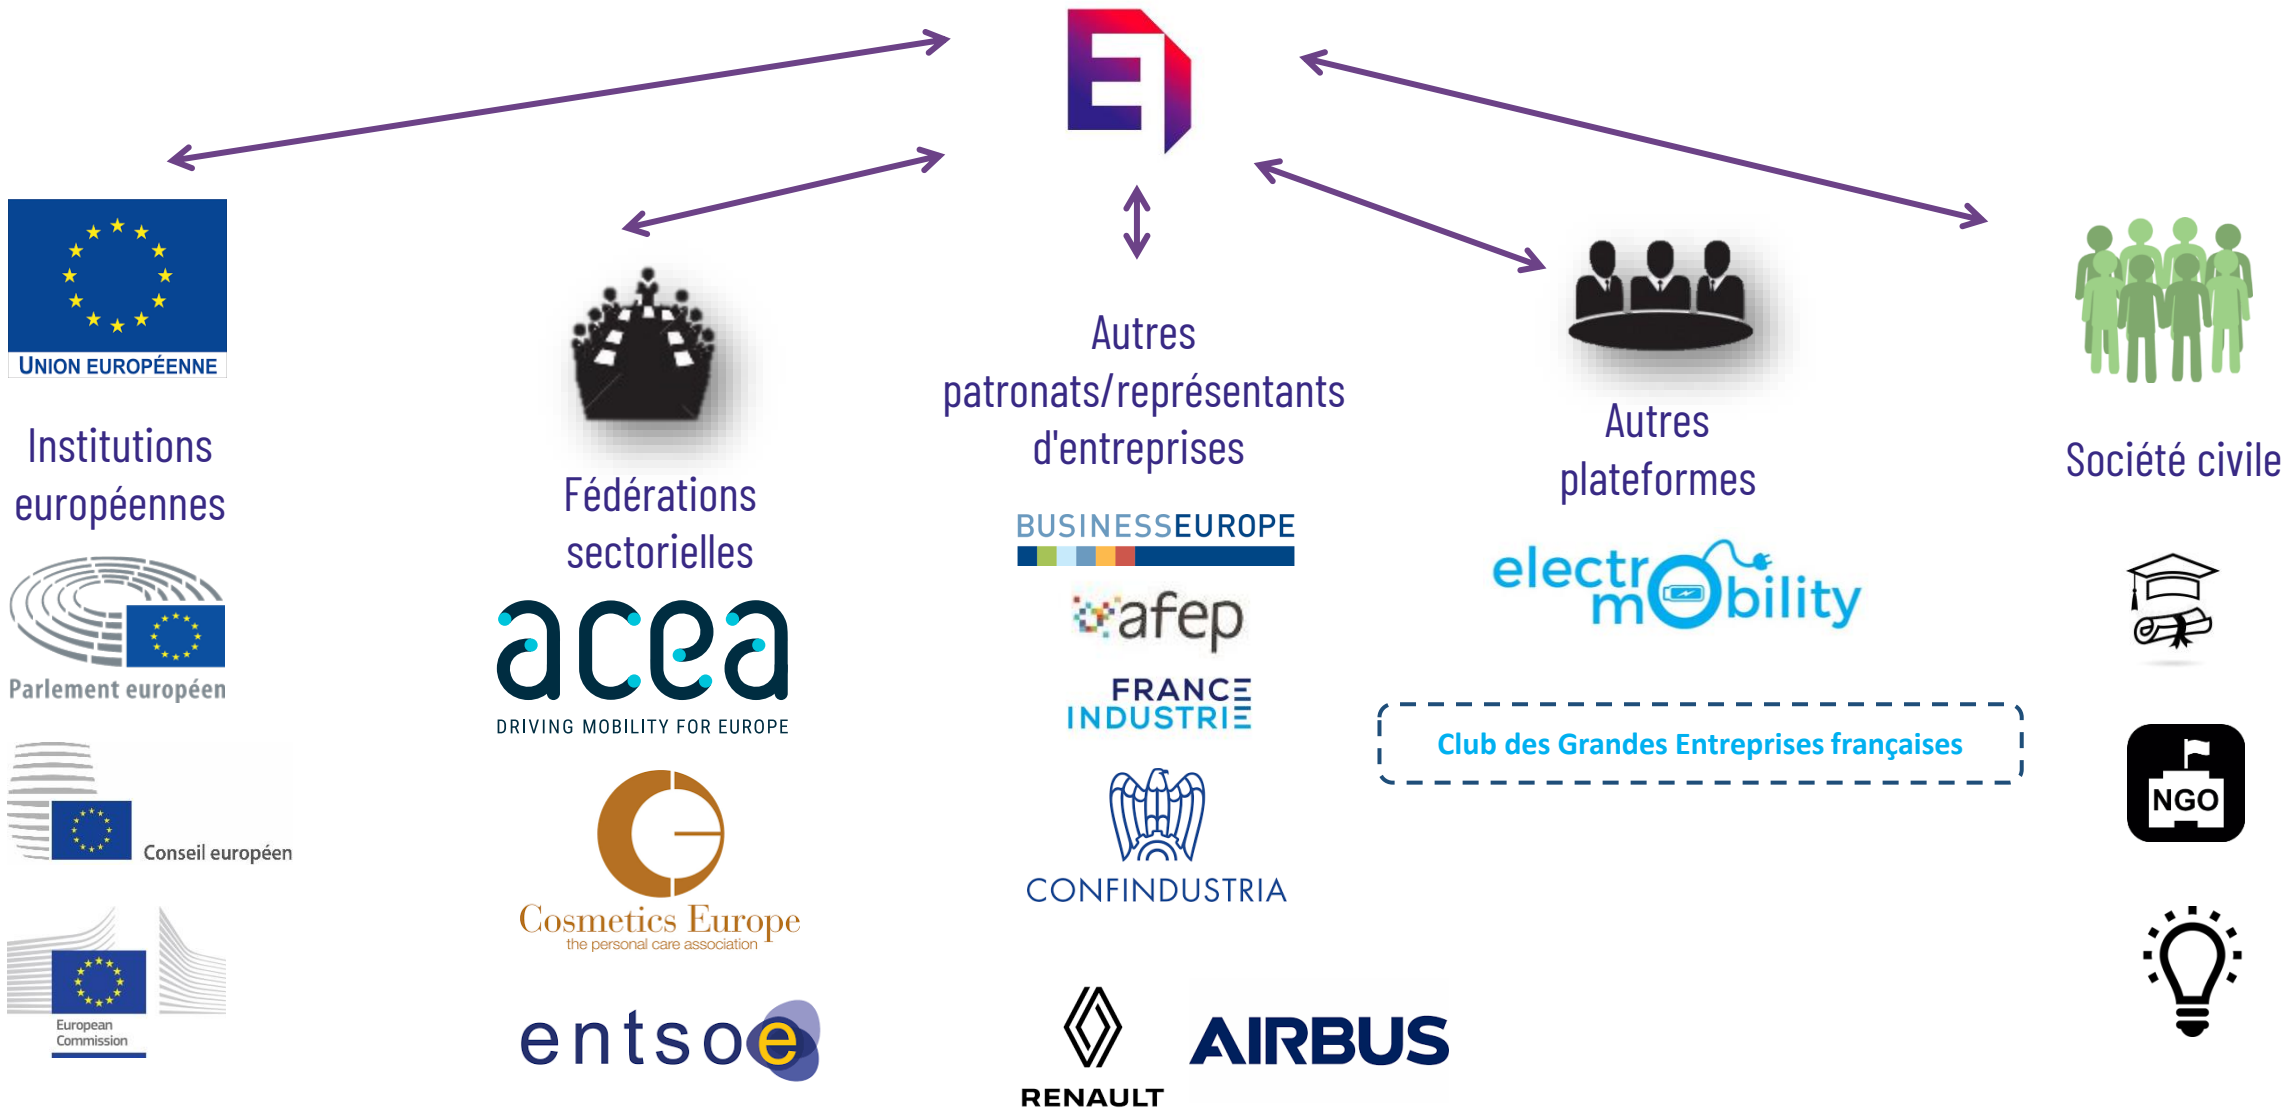 UNION EUROPÉENNE
Institutions
européennes
Parlement européen
Conseil européen
European
Commission
Fédérations
sectorielles
acea
DRIVING MOBILITY FOR EUROPE
Cosmetics Europe
the personal care association
entsoe
Autres
patronats/représentants
d'entreprises
BUSINESSEUROPE
afep
FRANCE
INDUSTRIE
CONFINDUSTRIA
RENAULT
AIRBUS
Autres
plateformes
electromobility
Club des Grandes Entreprises françaises
Société civile
NGO